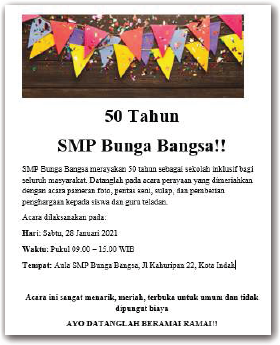 50 Tahun
SMP Bunga Bangsa!!
SMP Bunga Bangsa merayakan 50 tahun sebagai sekolah inklusif bagi
seluruh masyarakat. Datanglah pada acara perayaan yang dimeriahkan
dengan acara pameran foto, pentas seni, sulap, dan pemberian
penghargaan kepada siswa dan guru teladan.
Acara dilaksanakan pada:
Hari: Sabtu, 28 Januari 2021
Waktu: Pukul 09.00 – 15.00 WIB
Tempat: Aula SMP Bunga Bangsa, Jl Kahuripan 22, Kota Indah
Acara ini sangat menarik, meriah, terbuka untuk umum dan tidak
dipungut biaya
AYO DATANGLAH BERAMAI RAMAI!!